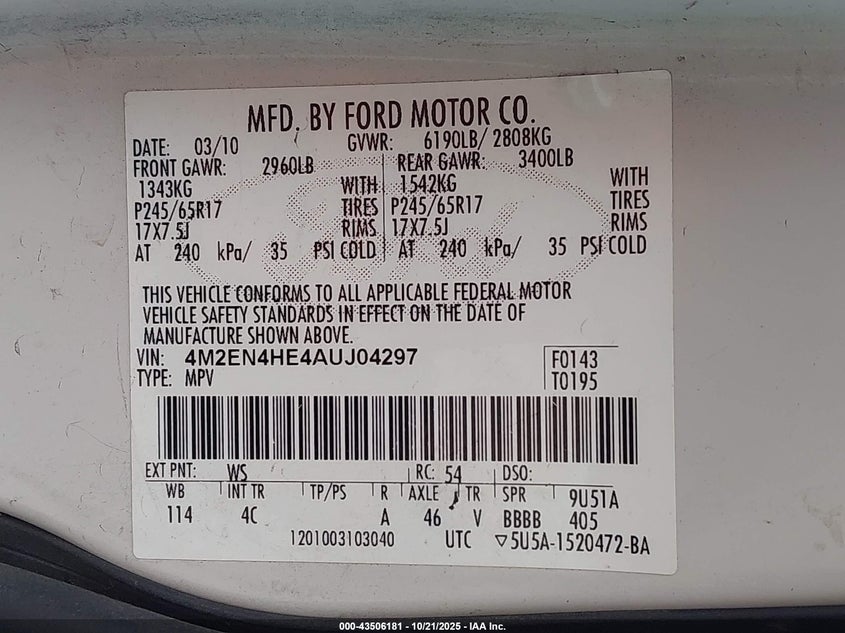 MFD. BY FORD MOTOR CO.
DATE: 03/10 GVWR: 6190LB/ 2808KG
FRONT GAWR: 2960LB REAR GAWR: 3400LB
1343KG WITH 1542KG WITH
P245/65R17 TIRES P245/65R17 TIRES
17X7.5J RIMS 17X7.5J RIMS
AT 240 kPa/ 35 PSI COLD AT 240 kPa/ 35 PSI COLD
THIS VEHICLE CONFORMS TO ALL APPLICABLE FEDERAL MOTOR
VEHICLE SAFETY STANDARDS IN EFFECT ON THE DATE OF
MANUFACTURE SHOWN ABOVE.
VIN: 4M2EN4HE4AUJ04297 F0143
TYPE: MPV T0195
EXT PNT: WS RC: 54 DSO:
WB INT TR TP/PS R AXLE TR SPR 9U51A
114 4C A 46 V BBBB 405
1201003103040 UTC ▽5U5A-1520472-BA
000-43506181 - 10/21/2025 - IAA Inc.